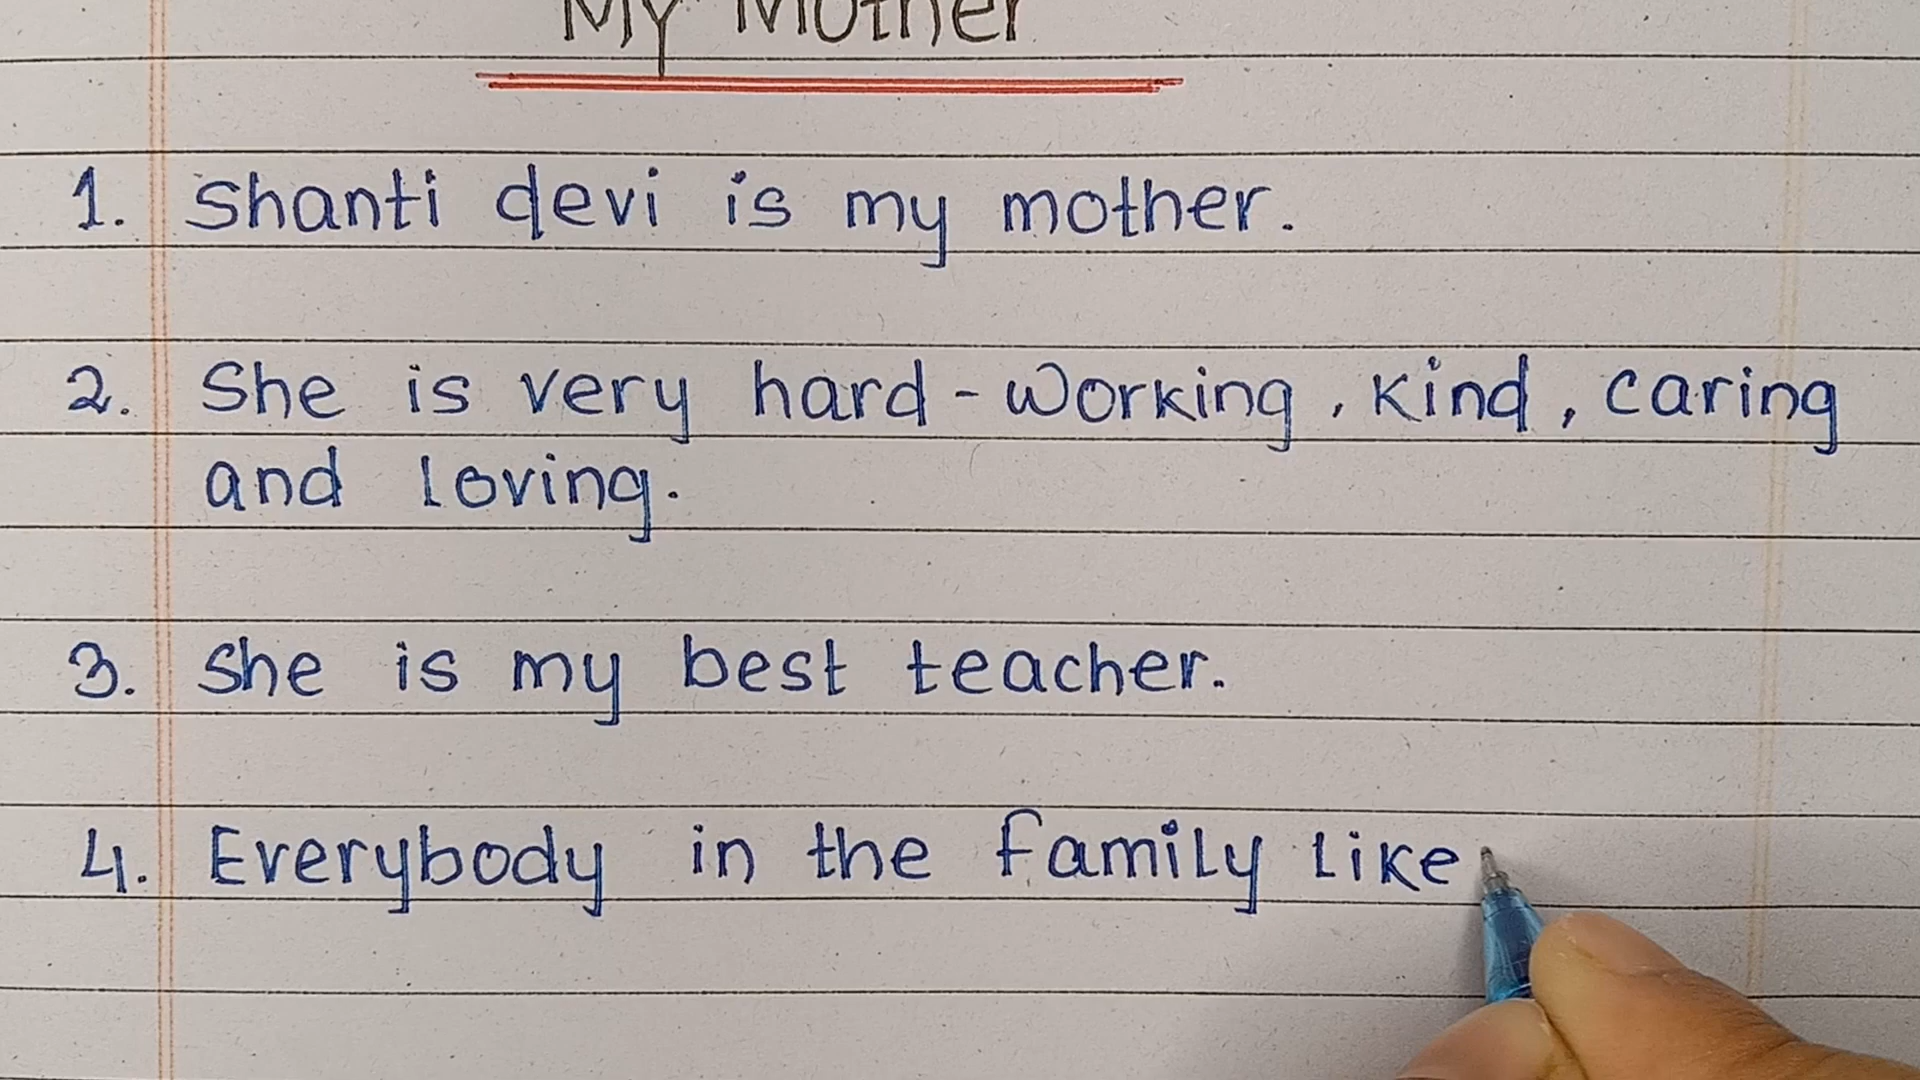 My Mother
1. Shanti devi is my mother.
2. She is very hard-working, kind, caring
and loving.
3. She is my best teacher.
4. Everybody in the family like